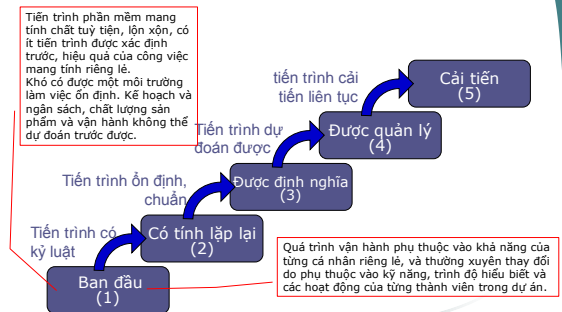 Tiến trình phần mềm mang
tính chất tuỳ tiện, lộn xộn, có
ít tiến trình được xác định
trước, hiệu quả của công việc
mang tính riêng lẻ.
Khó có được một môi trường
làm việc ổn định. Kế hoạch và
ngân sách, chất lượng sản
phẩm và vận hành không thể
dự đoán trước được.
tiến trình cải
tiến liên tục
Cải tiến
(5)
Tiến trình dự
đoán được
Được quản lý
(4)
Tiến trình ổn định,
chuẩn
Được định nghĩa
(3)
Tiến trình có
kỷ luật
Có tính lặp lại
(2)
Ban đầu
(1)
Quá trình vận hành phụ thuộc vào khả năng của
từng cá nhân riêng lẻ, và thường xuyên thay đổi
do phụ thuộc vào kỹ năng, trình độ hiểu biết và
các hoạt động của từng thành viên trong dự án.